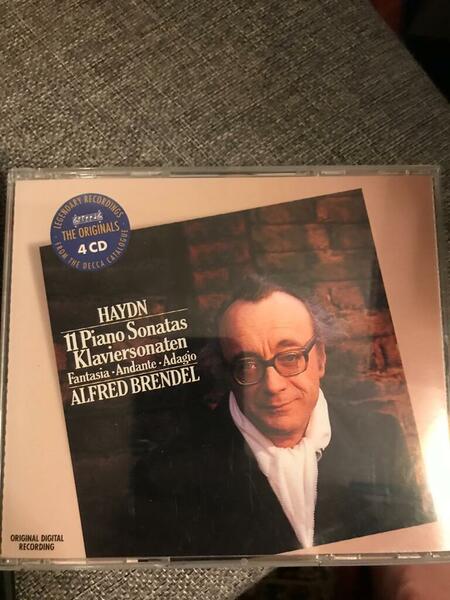 LEGENDARY RECORDINGS
THE ORIGINALS
4 CD
FROM THE DECCA CATALOGUE
HAYDN
11 Piano Sonatas
Klaviersonaten
Fantasia · Andante · Adagio
ALFRED BRENDEL
ORIGINAL DIGITAL
RECORDING